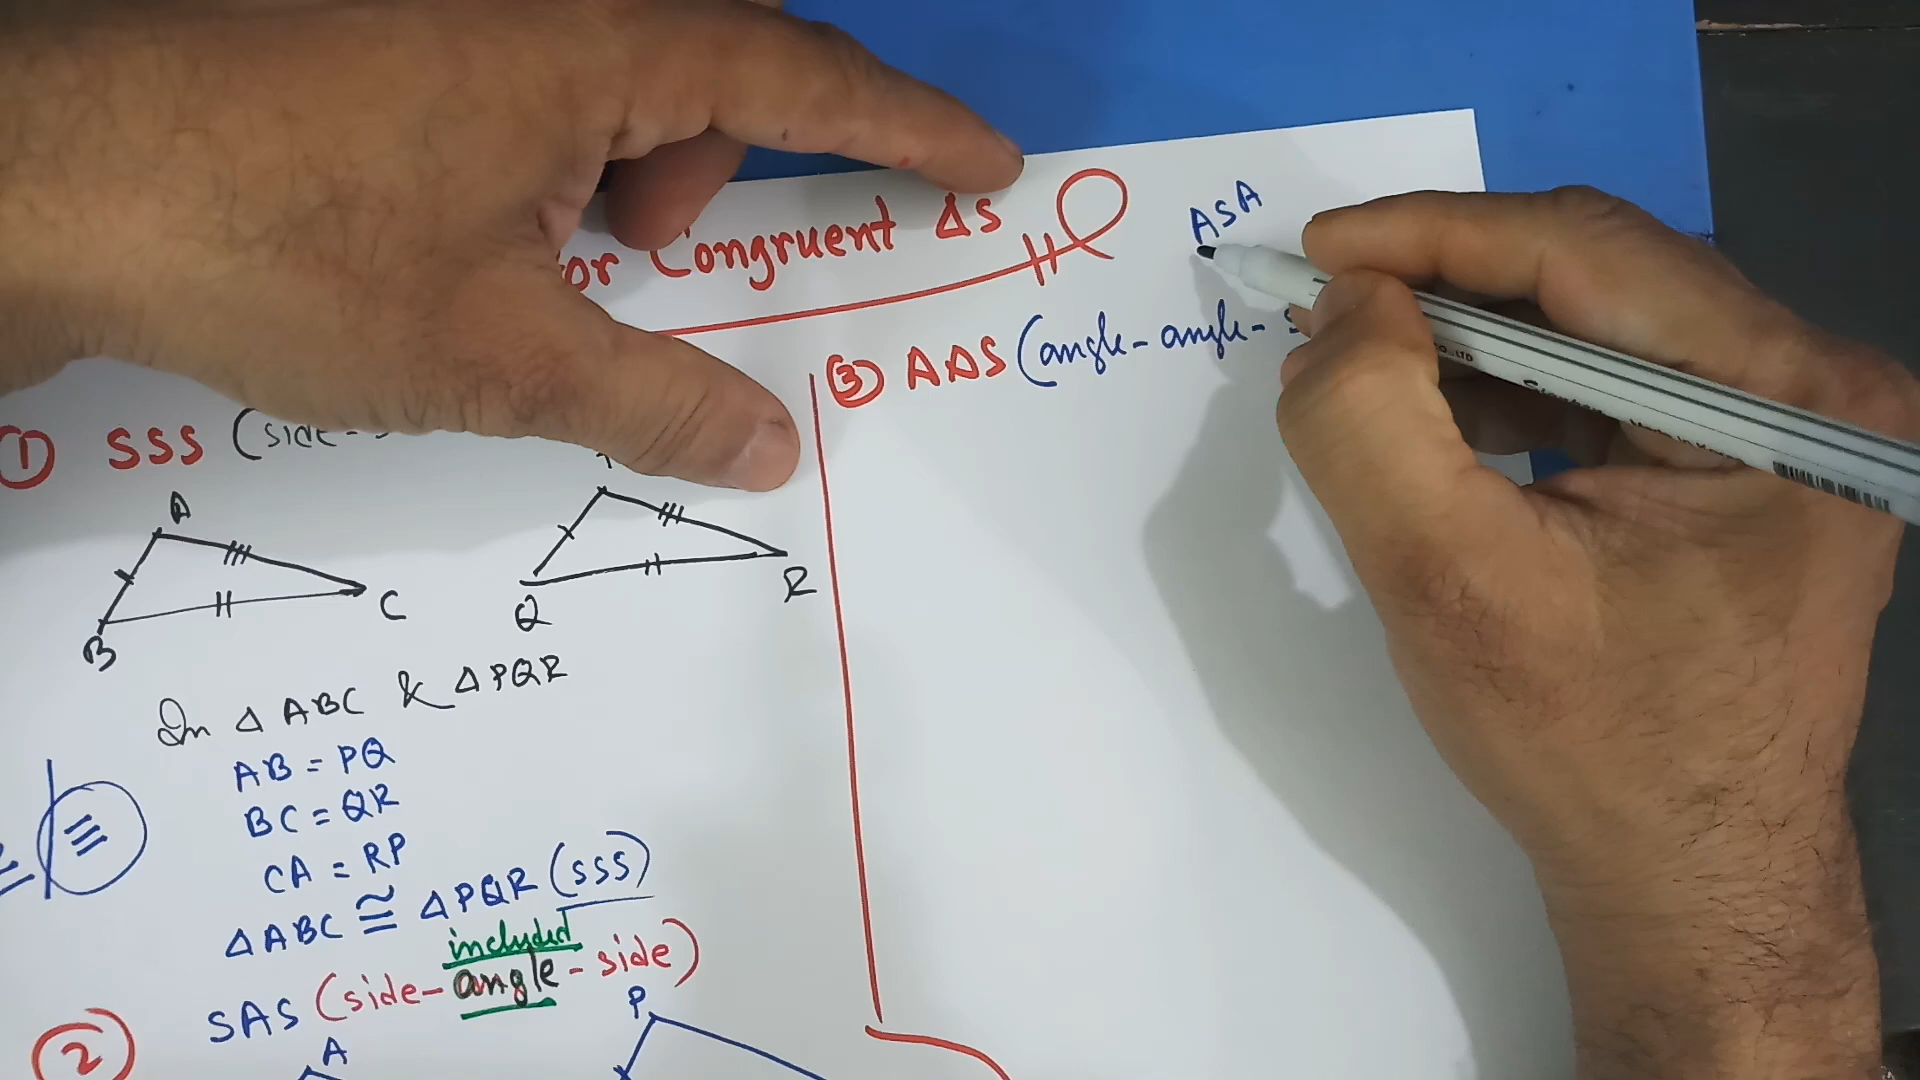 or Congruent Δs
ASA
① SSS (side-
A
B
C
Q
R
In Δ ABC & Δ PQR
AB = PQ
BC = QR
CA = RP
Δ ABC ≅ Δ PQR (SSS)
≡
included
② SAS (side-angle-side)
A
P
③ AAS (angle-angle-